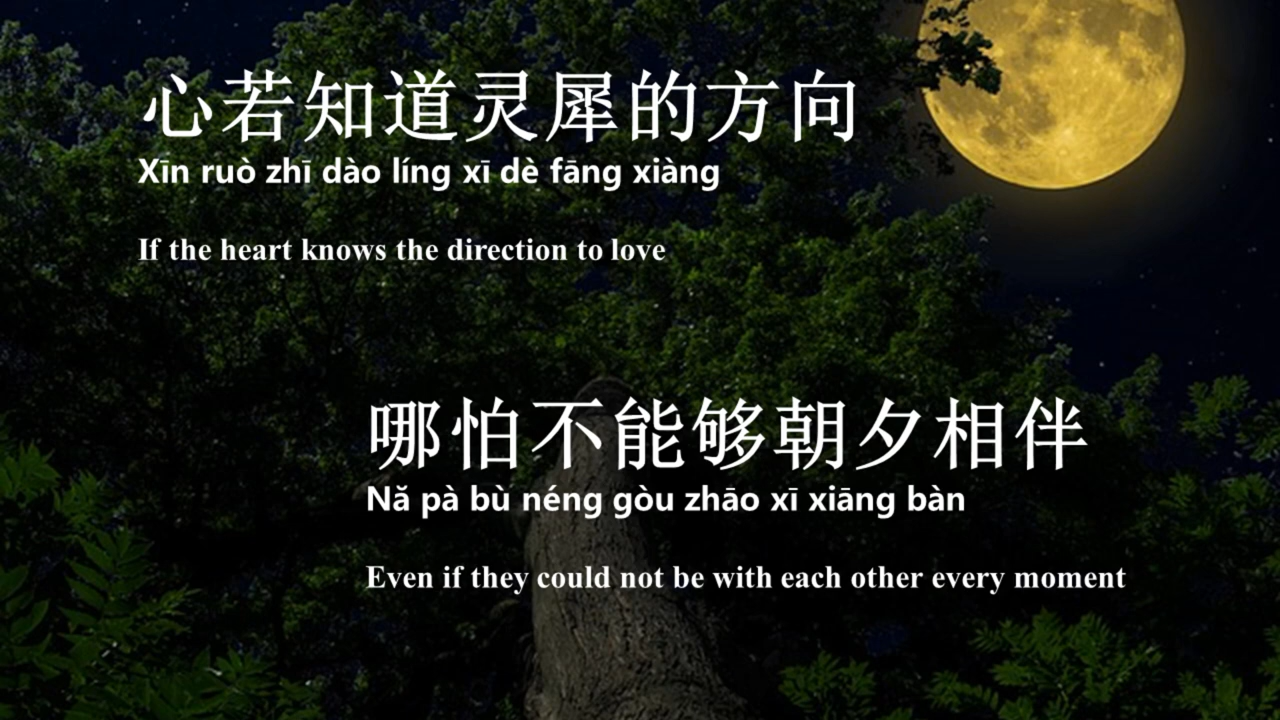 心若知道灵犀的方向
Xīn ruò zhī dào líng xī dè fāng xiàng
If the heart knows the direction to love
哪怕不能够朝夕相伴
Nǎ pà bù néng gòu zhāo xī xiāng bàn
Even if they could not be with each other every moment